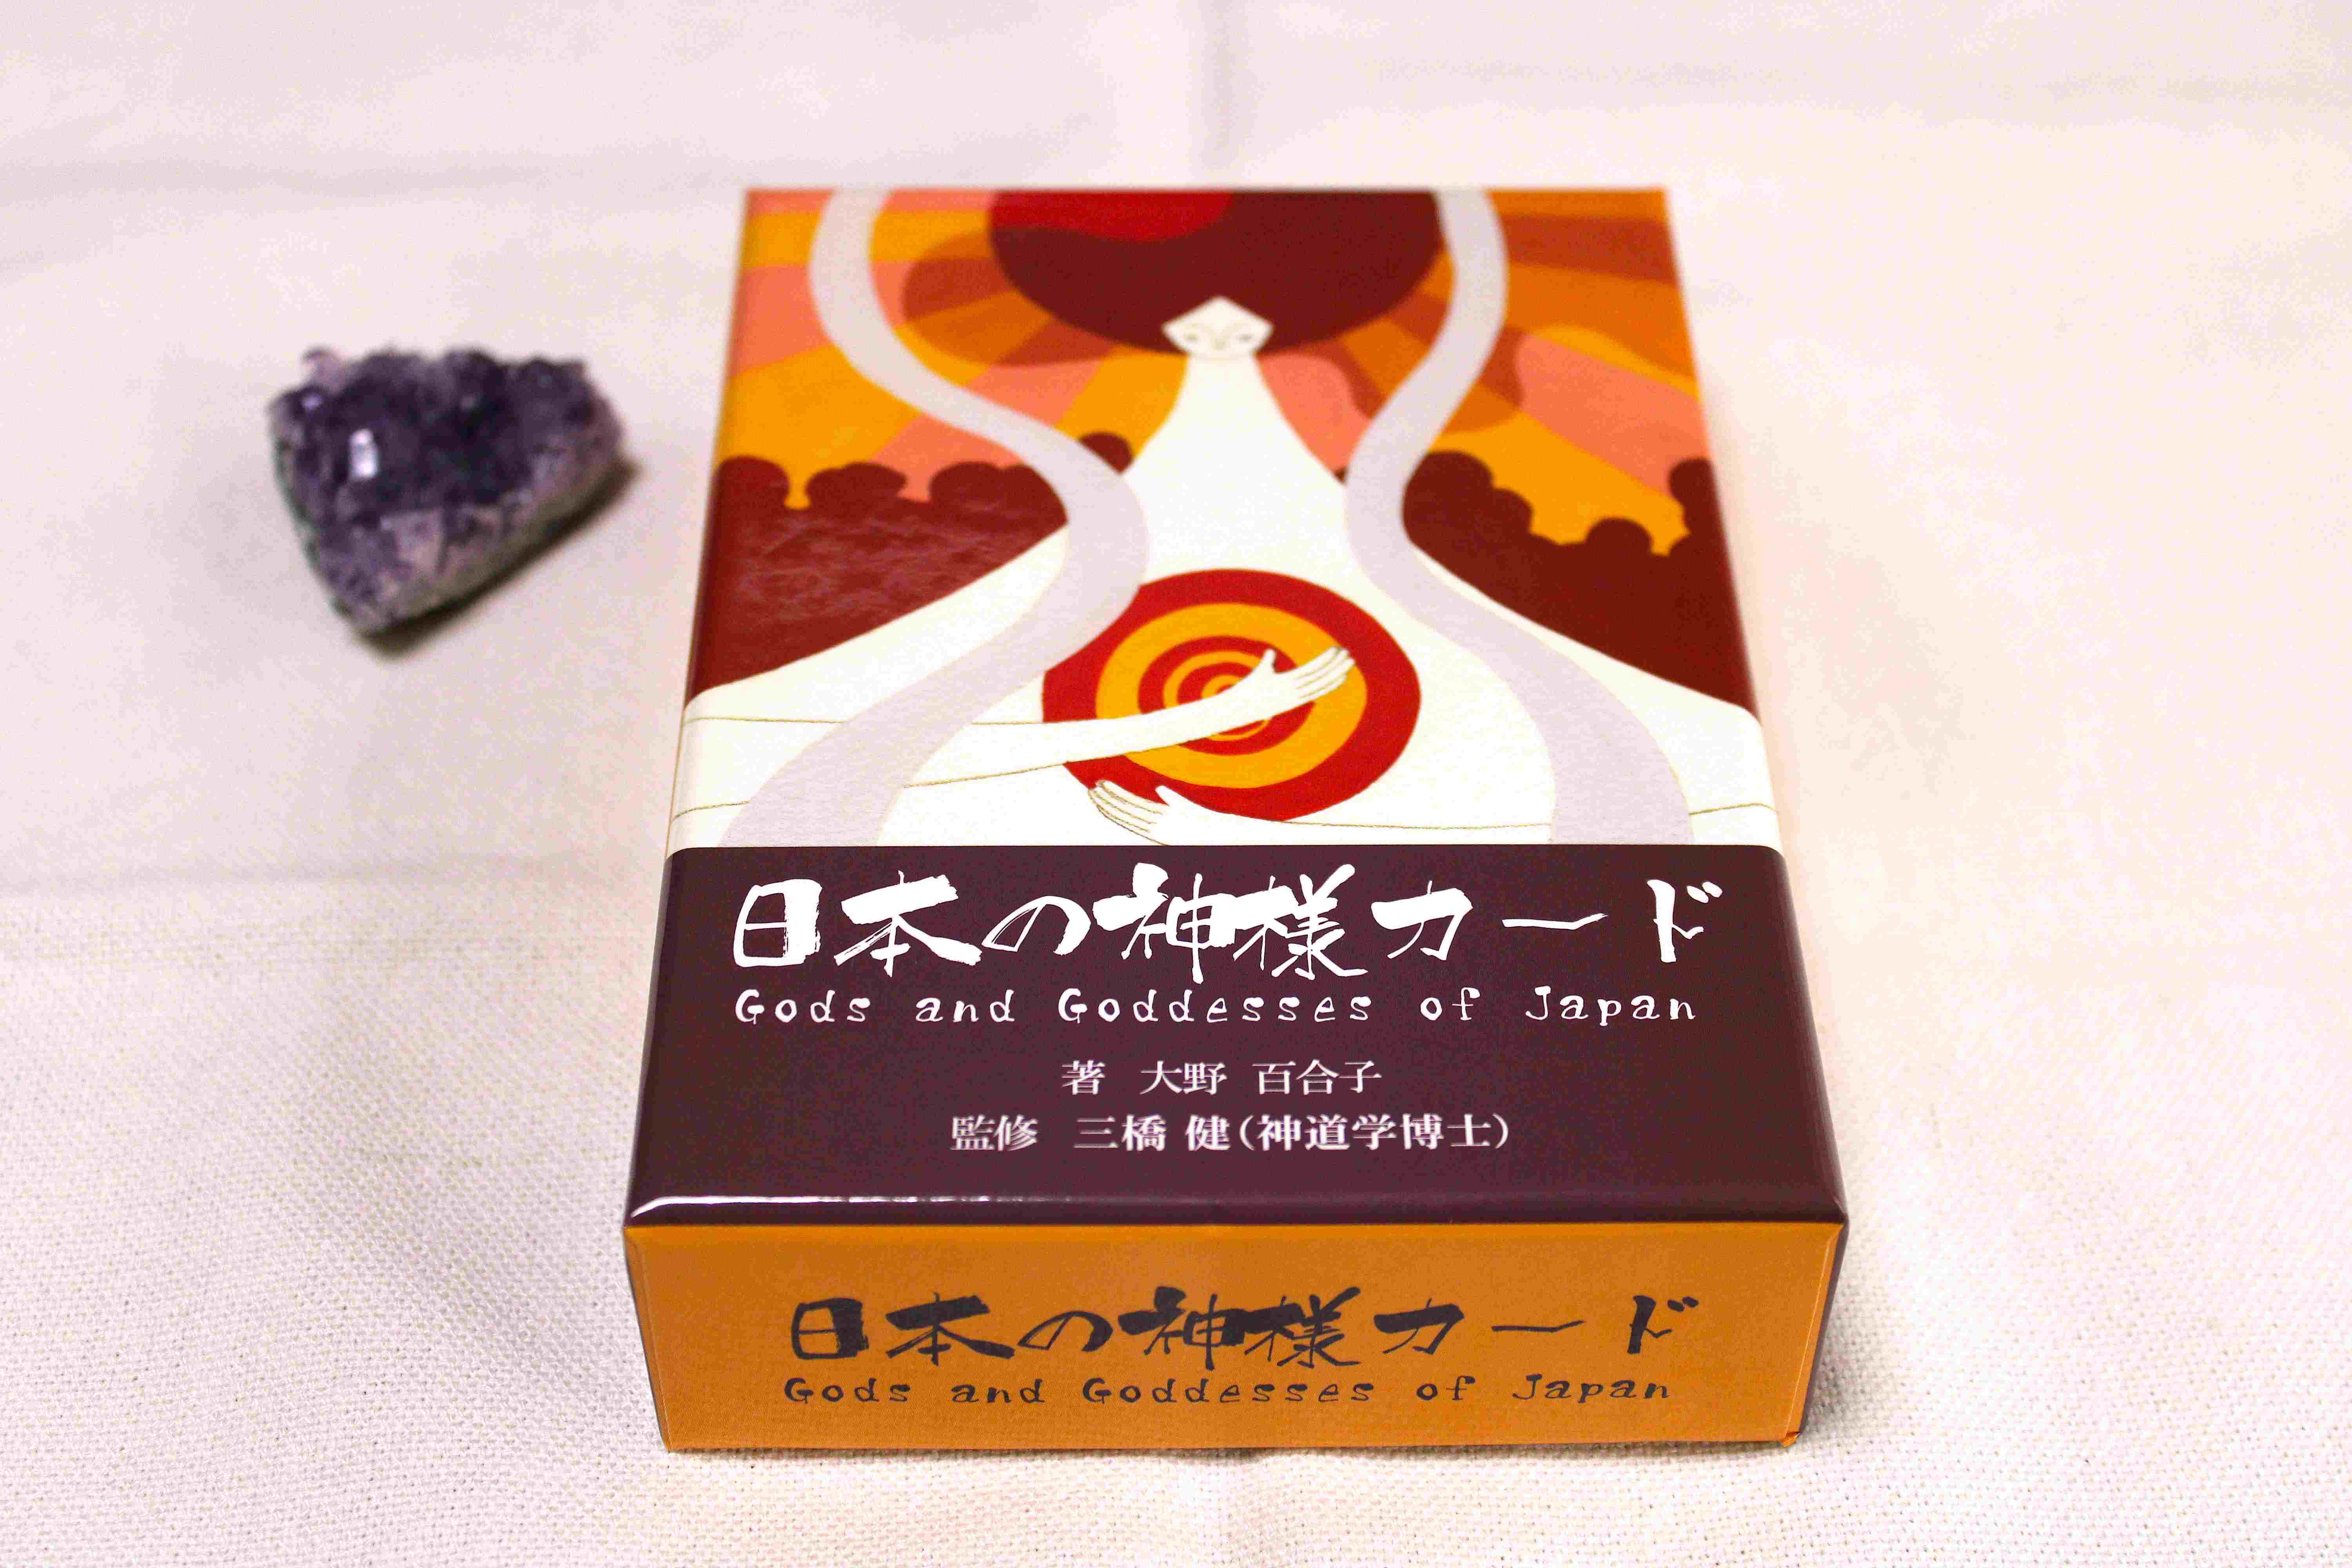 日本の神様カード
Gods and Goddesses of Japan
著 大野 百合子
監修 三橋 健（神道学博士）
日本の神様カード
Gods and Goddesses of Japan